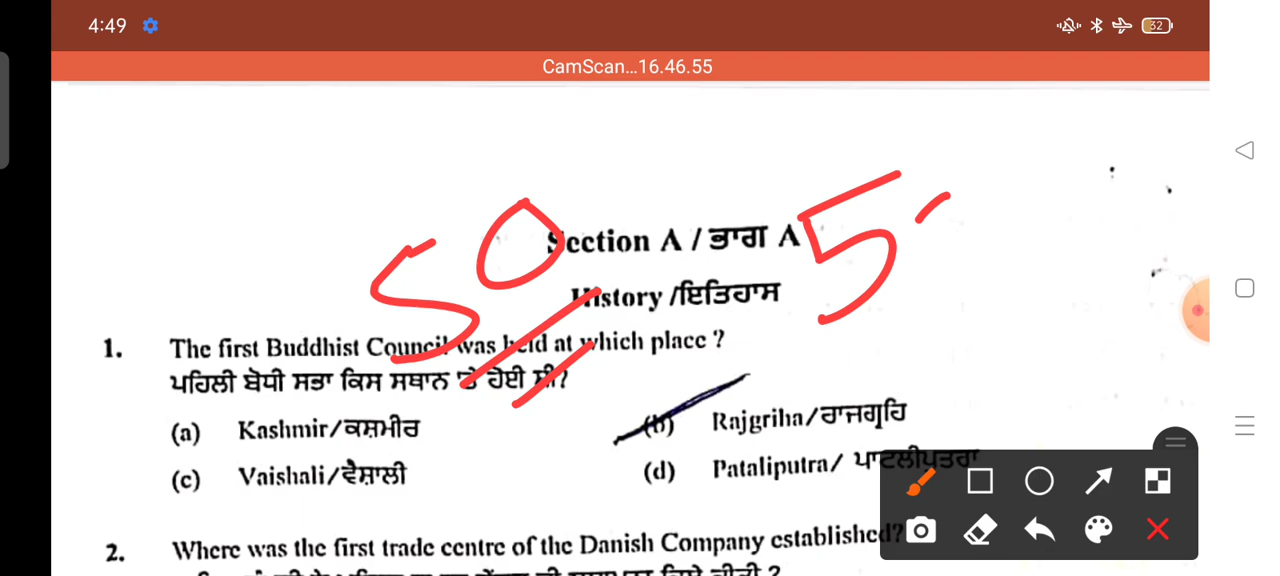 4:49
32
CamScan...16.46.55
Section A / ਭਾਗ A
History /ਇਤਿਹਾਸ
50
5
1. The first Buddhist Council was held at which place ?
ਪਹਿਲੀ ਬੋਧੀ ਸਭਾ ਕਿਸ ਸਥਾਨ 'ਤੇ ਹੋਈ ਸੀ?
(a) Kashmir/ਕਸ਼ਮੀਰ (b) Rajgriha/ਰਾਜਗ੍ਰਹਿ
(c) Vaishali/ਵੈਸ਼ਾਲੀ (d) Pataliputra/ ਪਾਟਲੀਪੁਤਰਾ
2. Where was the first trade centre of the Danish Company established?